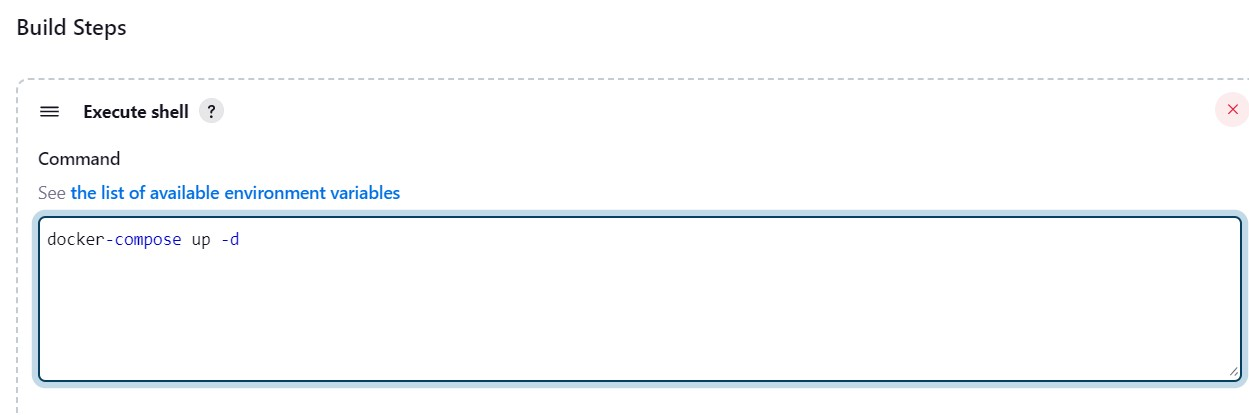 Build Steps
Execute shell ?
Command
See the list of available environment variables
docker-compose up -d